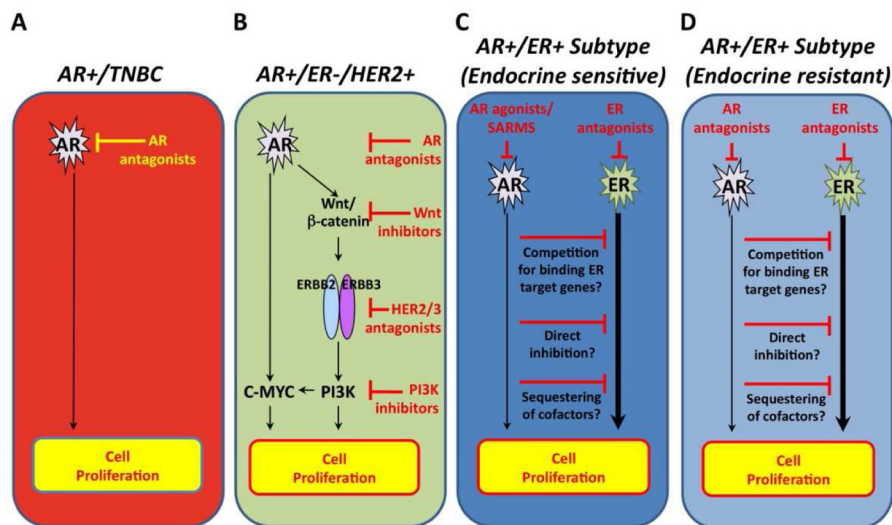 A
AR+/TNBC
AR
AR
antagonists
Cell
Proliferation
B
AR+/ER-/HER2+
AR
AR
antagonists
Wnt/
β-catenin
Wnt
inhibitors
ERBB2 ERBB3
HER2/3
antagonists
C-MYC
PI3K
PI3K
inhibitors
Cell
Proliferation
C
AR+/ER+ Subtype
(Endocrine sensitive)
AR agonists/
SARMS
ER
antagonists
AR
ER
Competition
for binding ER
target genes?
Direct
inhibition?
Sequestering
of cofactors?
Cell
Proliferation
D
AR+/ER+ Subtype
(Endocrine resistant)
AR
antagonists
ER
antagonists
AR
ER
Competition
for binding ER
target genes?
Direct
inhibition?
Sequestering
of cofactors?
Cell
Proliferation